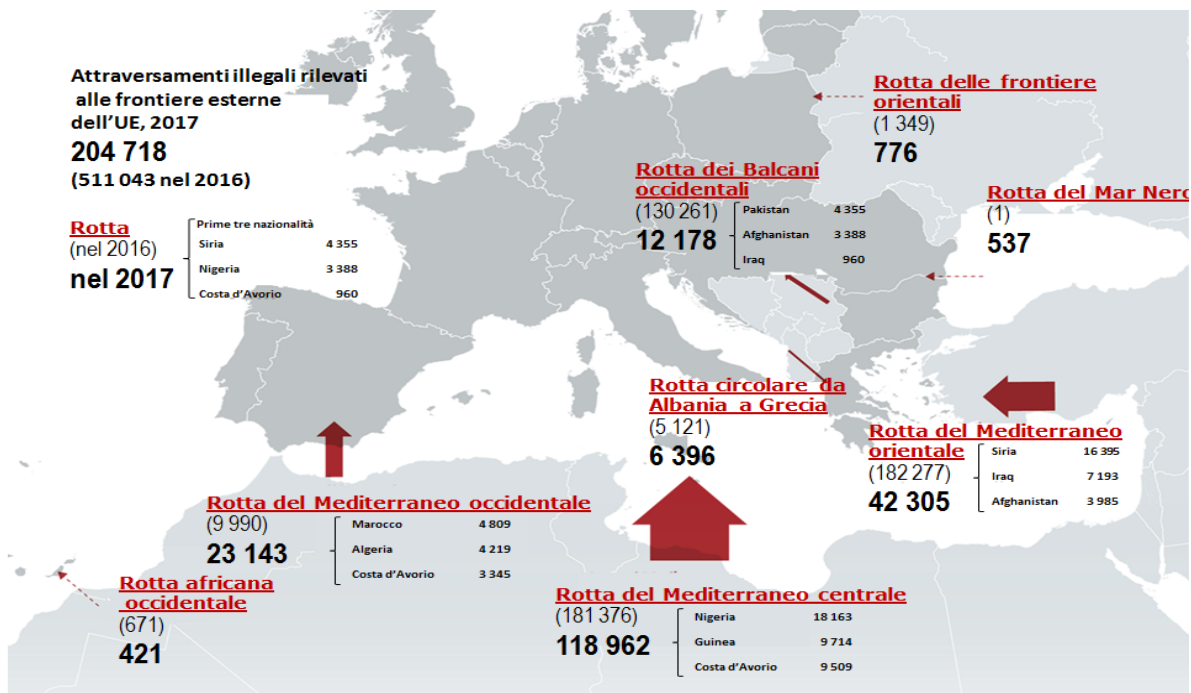 Attraversamenti illegali rilevati
alle frontiere esterne
dell'UE, 2017
204 718
(511 043 nel 2016)
Rotta
(nel 2016)
nel 2017
Prime tre nazionalità
Siria 4 355
Nigeria 3 388
Costa d'Avorio 960
Rotta delle frontiere
orientali
(1 349)
776
Rotta dei Balcani
occidentali
(130 261)
12 178
Pakistan 4 355
Afghanistan 3 388
Iraq 960
Rotta del Mar Nero
(1)
537
Rotta circolare da
Albania a Grecia
(5 121)
6 396
Rotta del Mediterraneo
orientale
(182 277)
42 305
Siria 16 395
Iraq 7 193
Afghanistan 3 985
Rotta del Mediterraneo occidentale
(9 990)
23 143
Marocco 4 809
Algeria 4 219
Costa d'Avorio 3 345
Rotta africana
occidentale
(671)
421
Rotta del Mediterraneo centrale
(181 376)
118 962
Nigeria 18 163
Guinea 9 714
Costa d'Avorio 9 509